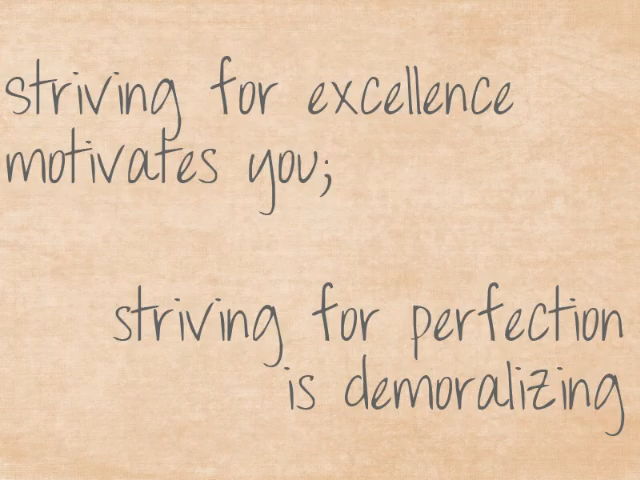 striving for excellence
motivates you;
striving for perfection
is demoralizing